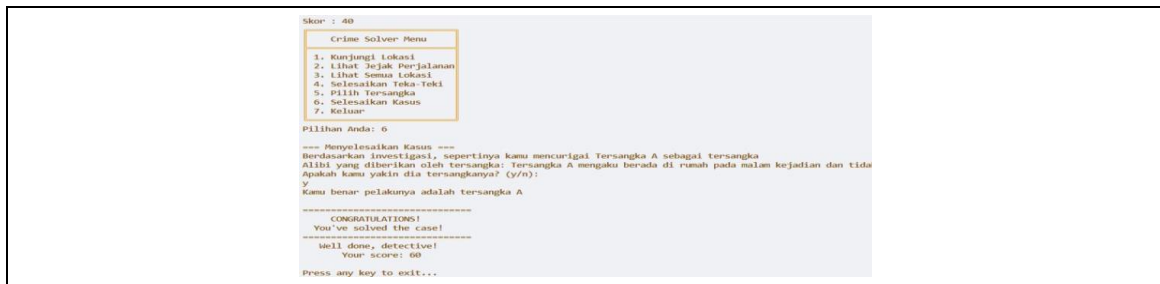 Skor : 40
Crime Solver Menu
1. Kunjungi Lokasi
2. Lihat Jejak Perjalanan
3. Lihat Semua Lokasi
4. Selesaikan Teka-Teki
5. Pilih Tersangka
6. Selesaikan Kasus
7. Keluar
Pilihan Anda: 6
=== Menyelesaikan Kasus ===
Berdasarkan investigasi, sepertinya kamu mencurigai Tersangka A sebagai tersangka
Alibi yang diberikan oleh tersangka: Tersangka A mengaku berada di rumah pada malam kejadian dan tida
Apakah kamu yakin dia tersangkanya? (y/n):
y
Kamu benar pelakunya adalah tersangka A
==============================
CONGRATULATIONS!
You've solved the case!
==============================
Well done, detective!
Your score: 60
Press any key to exit...